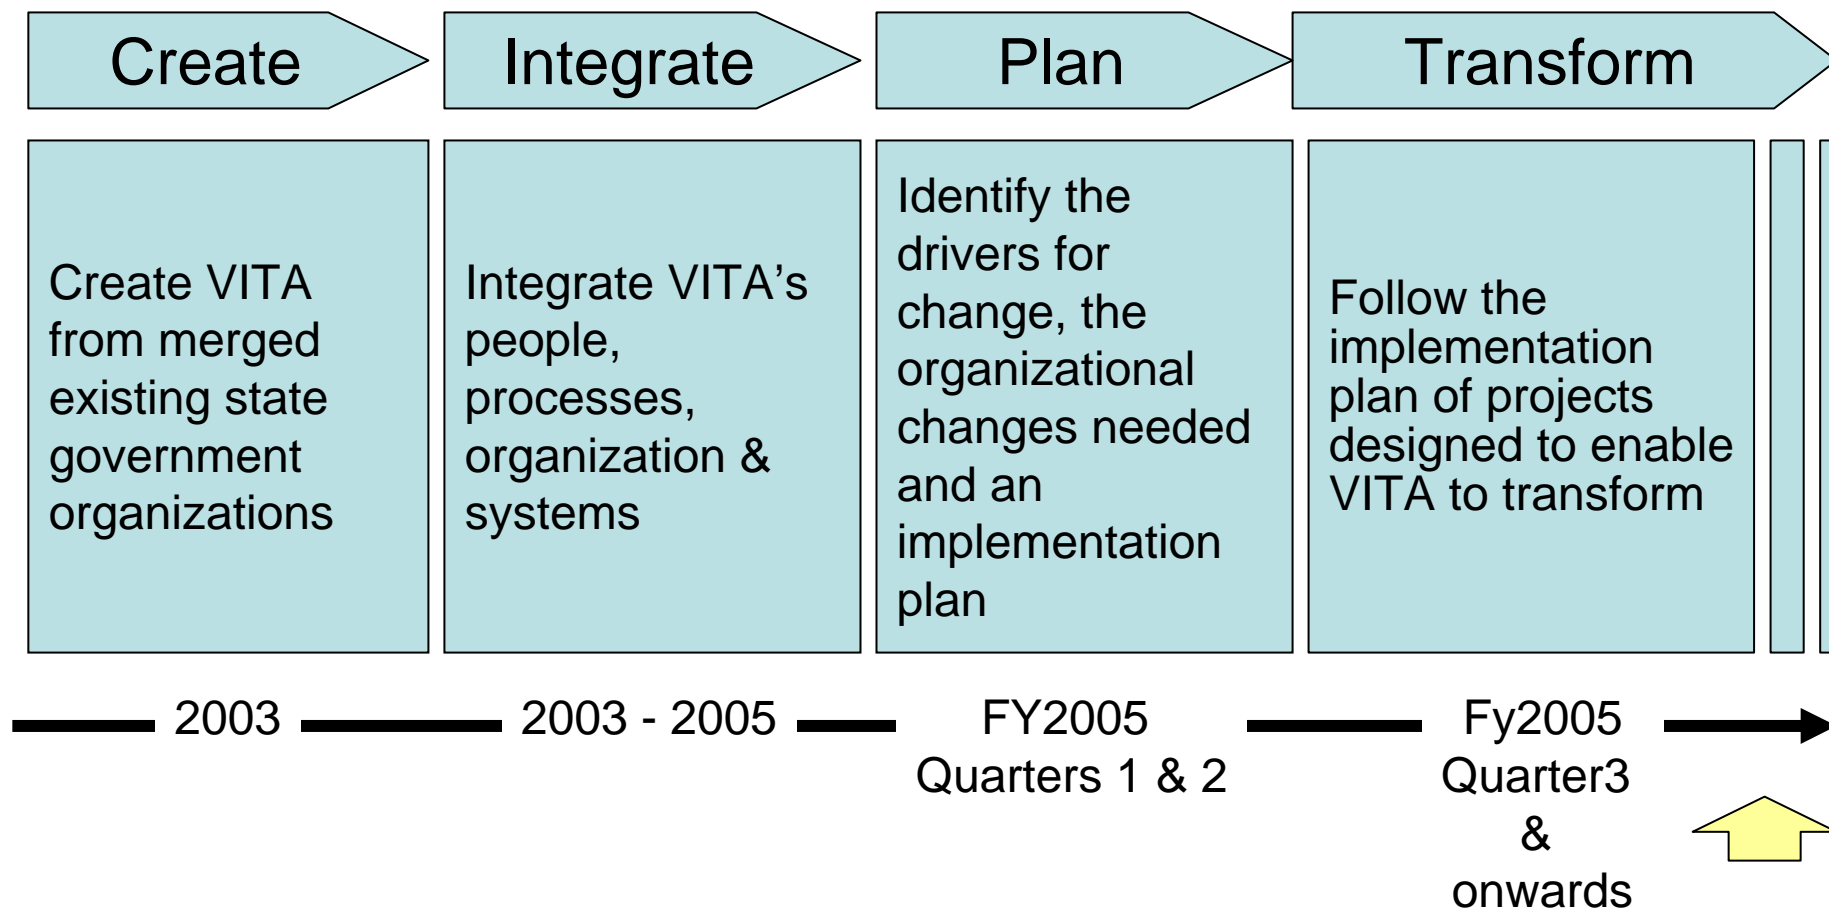 Create
Integrate
Plan
Transform
Create VITA
from merged
existing state
government
organizations
Integrate VITA’s
people,
processes,
organization &
systems
Identify the
drivers for
change, the
organizational
changes needed
and an
implementation
plan
Follow the
implementation
plan of projects
designed to enable
VITA to transform
2003
2003 - 2005
FY2005
Quarters 1 & 2
Fy2005
Quarter3
&
onwards